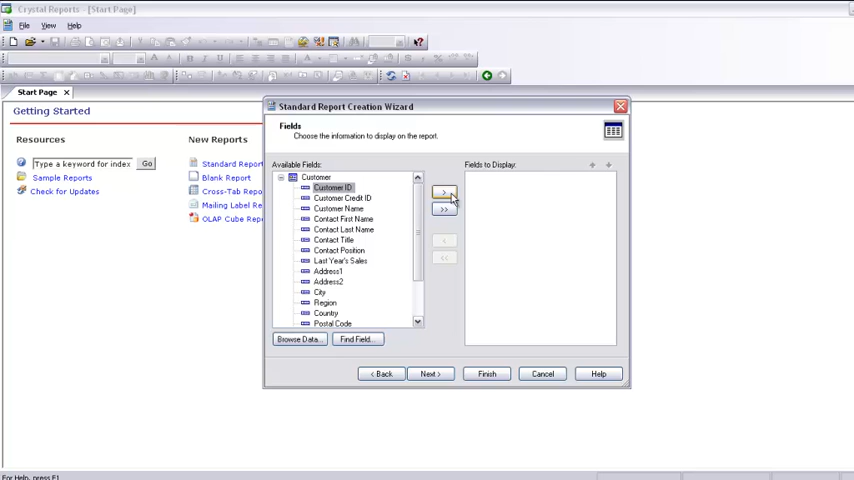 Crystal Reports - [Start Page]
File View Help
Start Page
Getting Started
Resources
New Reports
Type a keyword for index
Go
Sample Reports
Check for Updates
Standard Report
Blank Report
Cross-Tab Repo
Mailing Label Re
OLAP Cube Repo
Standard Report Creation Wizard
Fields
Choose the information to display on the report.
Available Fields:
Customer
Customer ID
Customer Credit ID
Customer Name
Contact First Name
Contact Last Name
Contact Title
Contact Position
Last Year's Sales
Address1
Address2
City
Region
Country
Postal Code
Browse Data...
Find Field...
>
>>
<
<<
Fields to Display:
< Back
Next >
Finish
Cancel
Help
For Help, press F1